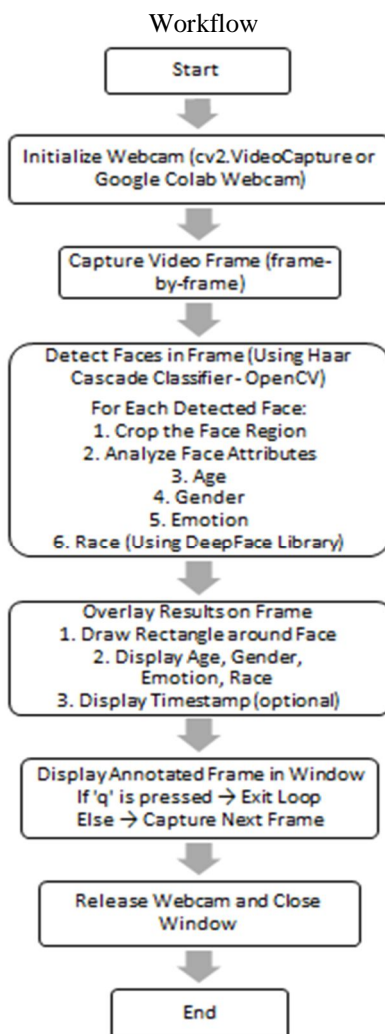 Workflow
Start
Initialize Webcam (cv2.VideoCapture or
Google Colab Webcam)
Capture Video Frame (frame-
by-frame)
Detect Faces in Frame (Using Haar
Cascade Classifier - OpenCV)
For Each Detected Face:
1. Crop the Face Region
2. Analyze Face Attributes
3. Age
4. Gender
5. Emotion
6. Race (Using DeepFace Library)
Overlay Results on Frame
1. Draw Rectangle around Face
2. Display Age, Gender,
Emotion, Race
3. Display Timestamp (optional)
Display Annotated Frame in Window
If 'q' is pressed → Exit Loop
Else → Capture Next Frame
Release Webcam and Close
Window
End